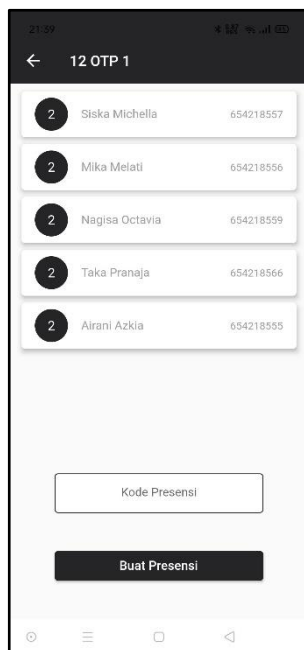 21:59
12 OTP 1
2 Siska Michella 654218557
2 Mika Melati 654218556
2 Nagisa Octavia 654218559
2 Taka Pranaja 654218566
2 Airani Azkia 654218555
Kode Presensi
Buat Presensi